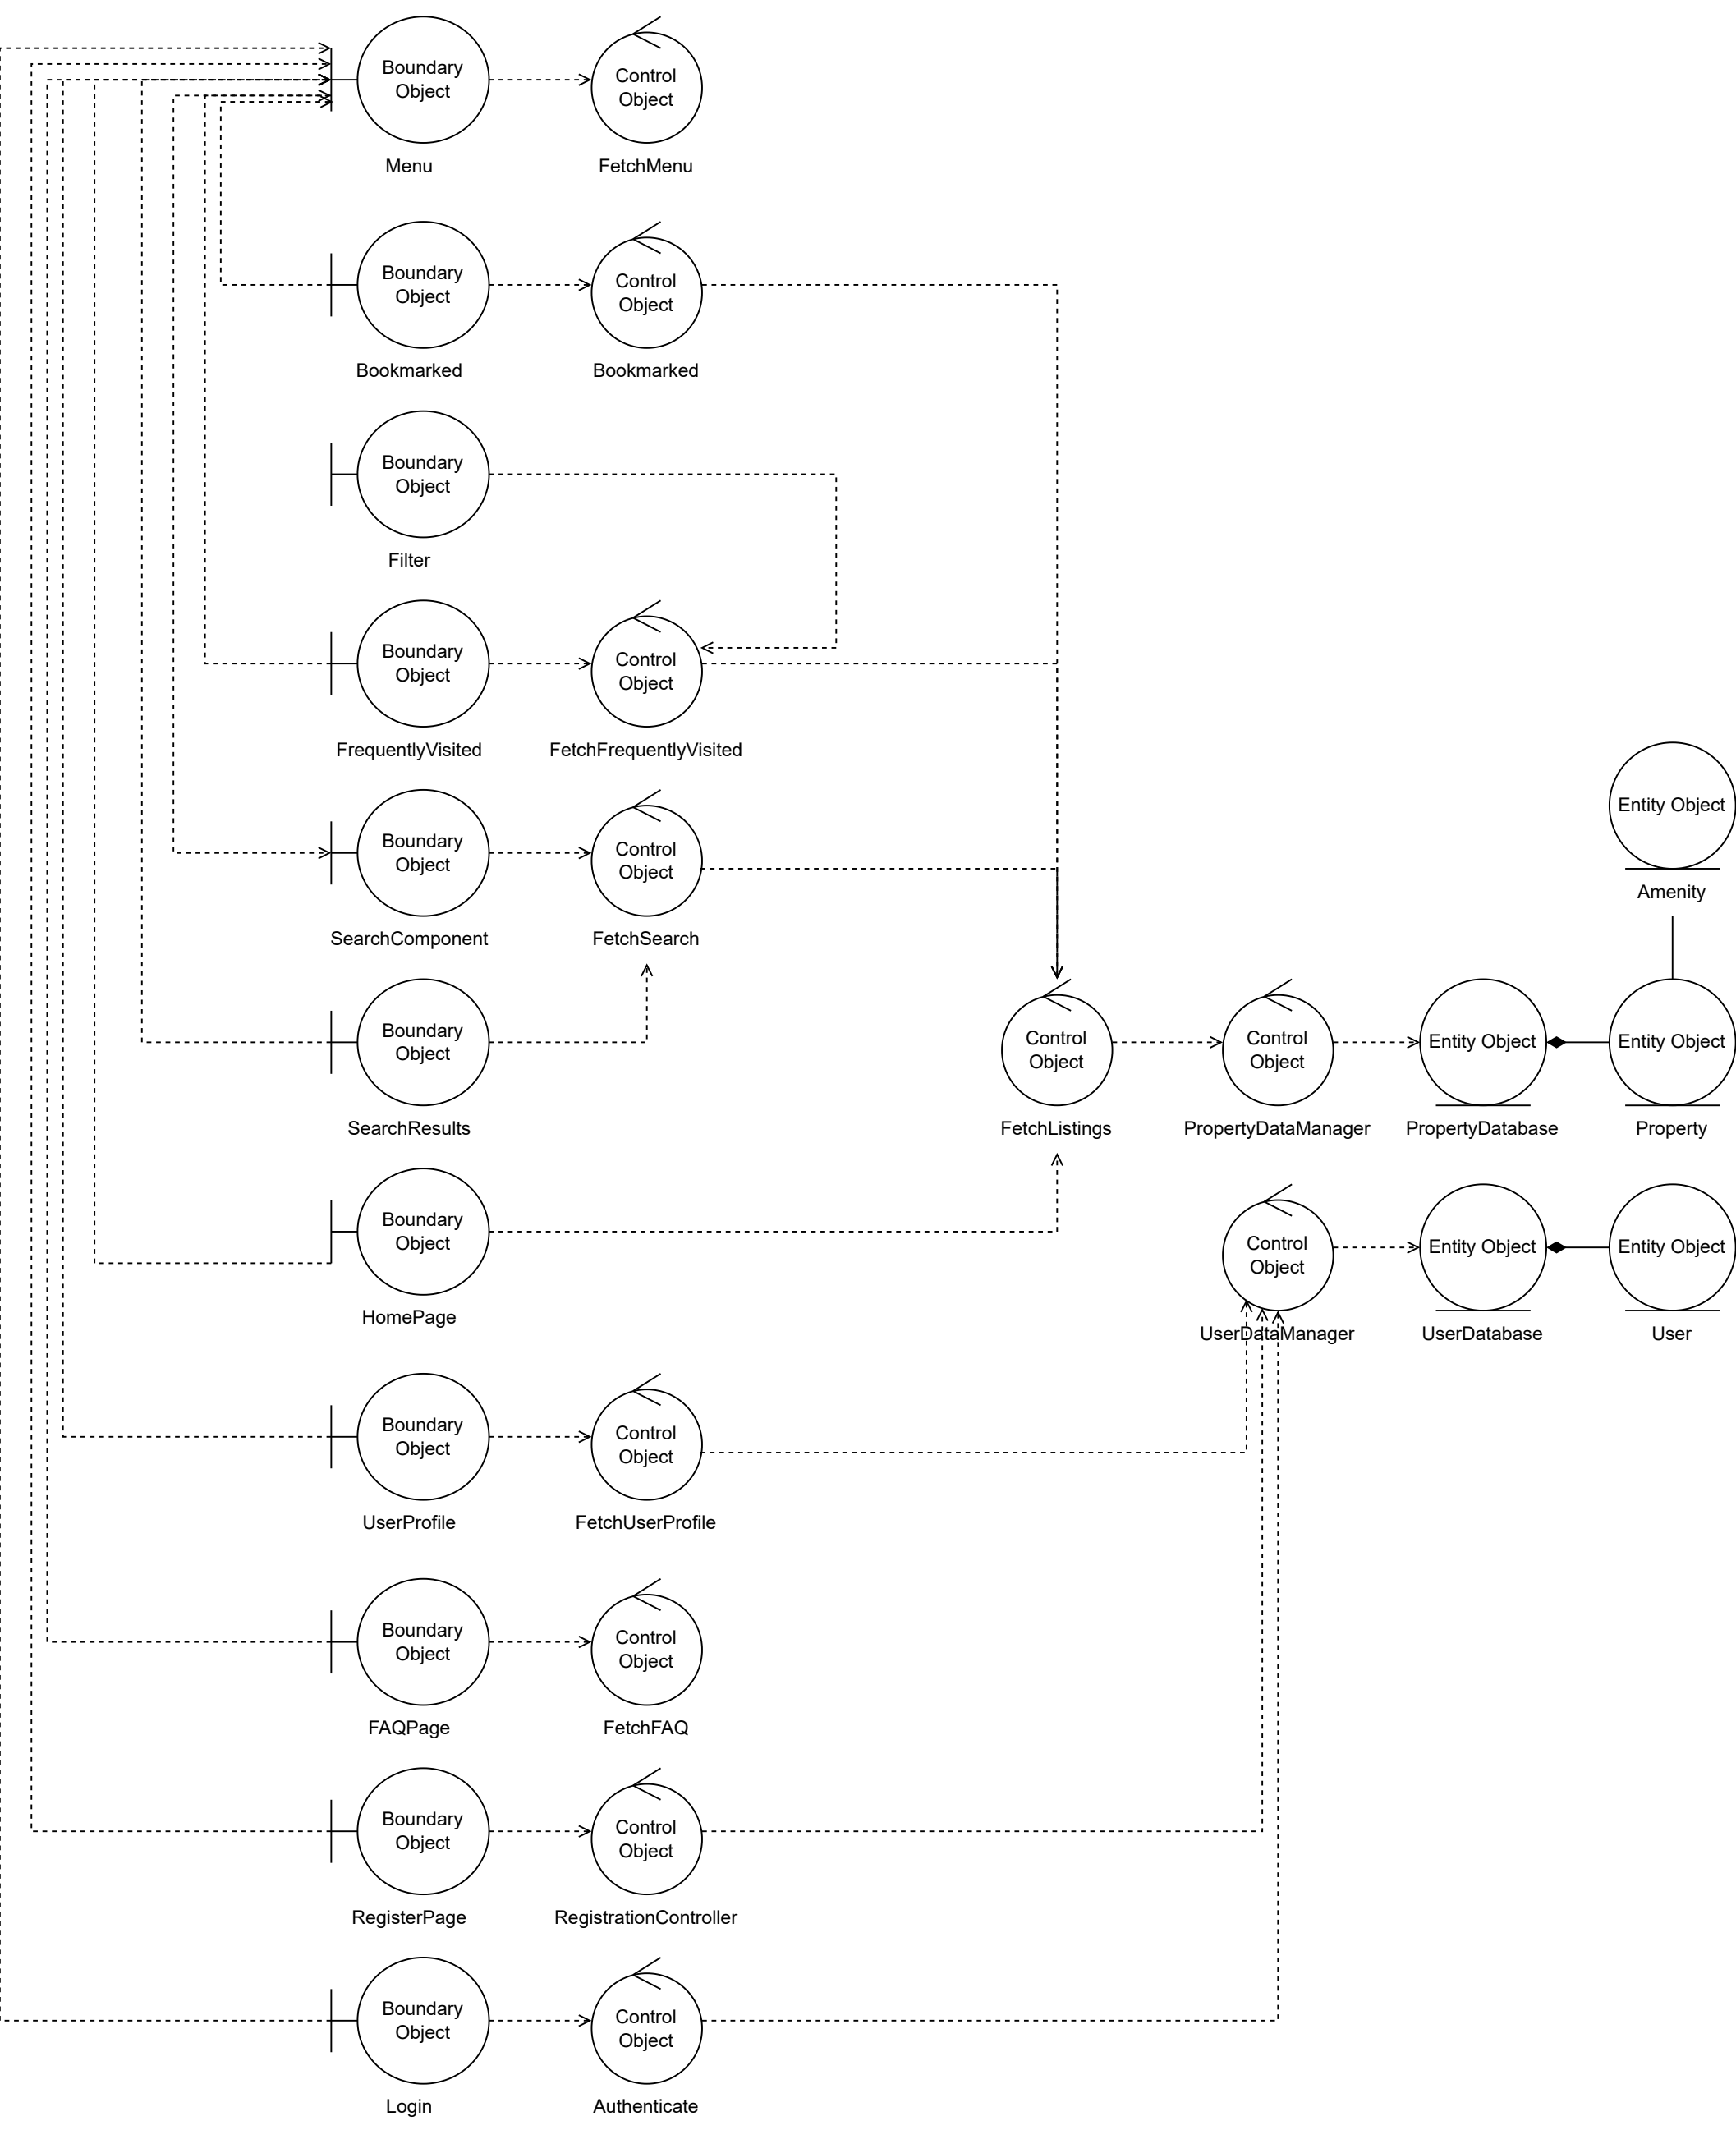 Boundary
Object
Control
Object
Menu
FetchMenu
Boundary
Object
Control
Object
Bookmarked
Bookmarked
Boundary
Object
Filter
Boundary
Object
Control
Object
FrequentlyVisited
FetchFrequentlyVisited
Boundary
Object
Control
Object
Entity Object
Amenity
SearchComponent
FetchSearch
Boundary
Object
Control
Object
Control
Object
Entity Object
Entity Object
SearchResults
FetchListings
PropertyDataManager
PropertyDatabase
Property
Boundary
Object
Control
Object
Entity Object
Entity Object
HomePage
UserDataManager
UserDatabase
User
Boundary
Object
Control
Object
UserProfile
FetchUserProfile
Boundary
Object
Control
Object
FAQPage
FetchFAQ
Boundary
Object
Control
Object
RegisterPage
RegistrationController
Boundary
Object
Control
Object
Login
Authenticate